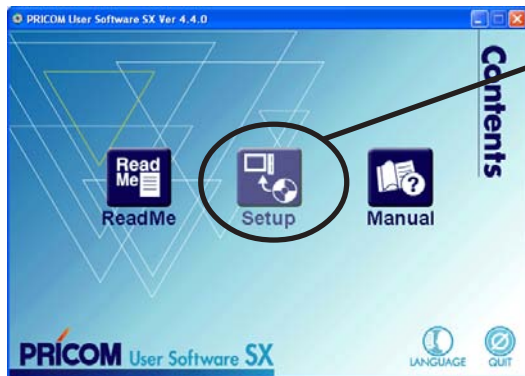 PRICOM User Software SX Ver 4.4.0
Contents
Read
Me
ReadMe
Setup
Manual
PRICOM User Software SX
LANGUAGE
QUIT